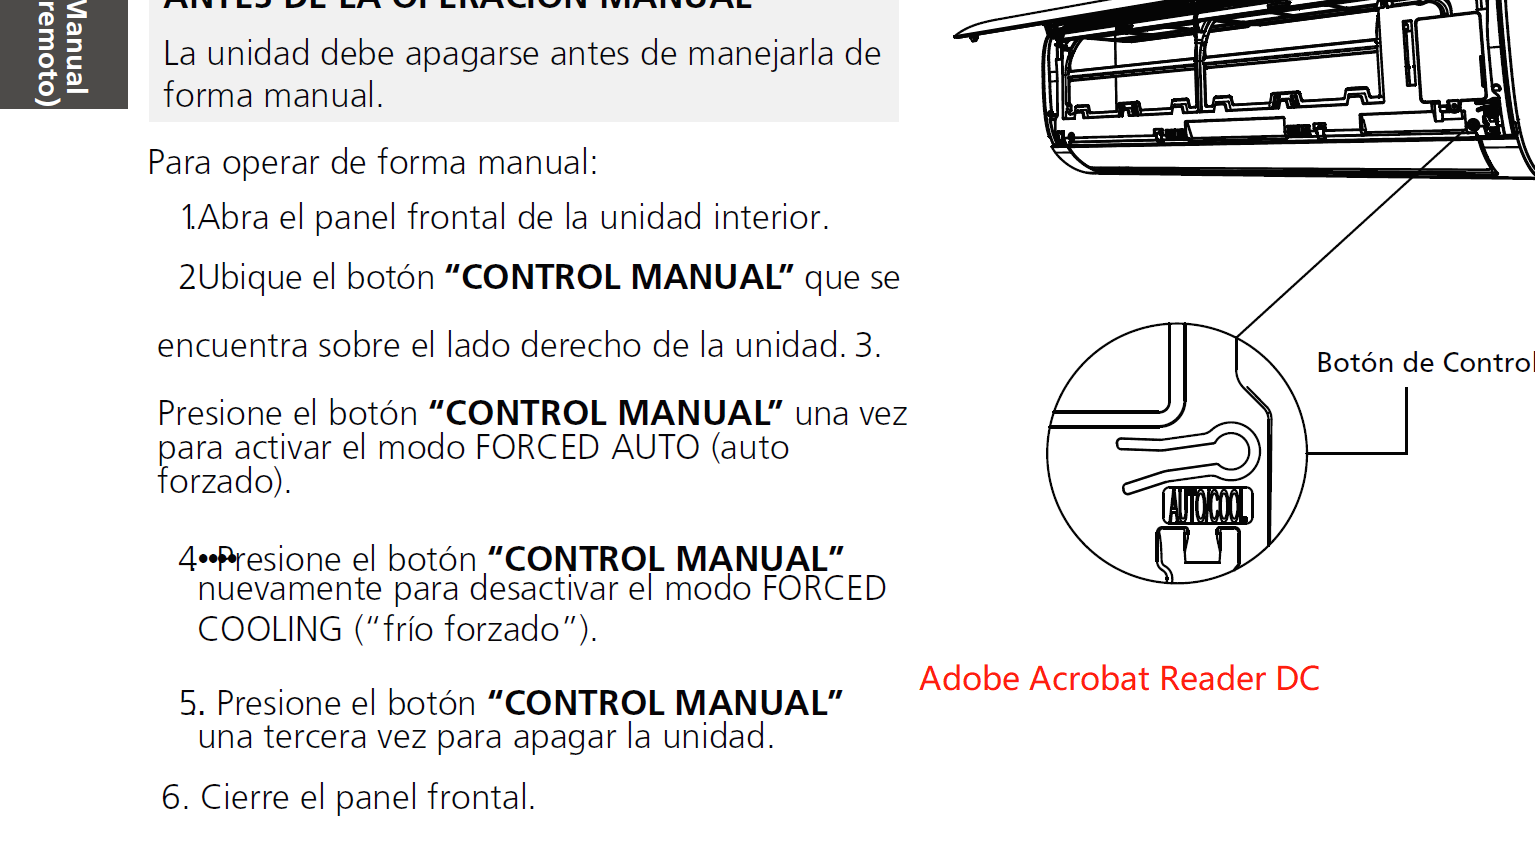 Manual
remoto)
ANTES DE LA OPERACIÓN MANUAL
La unidad debe apagarse antes de manejarla de
forma manual.
Para operar de forma manual:
1.Abra el panel frontal de la unidad interior.
2Ubique el botón “CONTROL MANUAL” que se
encuentra sobre el lado derecho de la unidad. 3.
Presione el botón “CONTROL MANUAL” una vez
para activar el modo FORCED AUTO (auto
forzado).
4.••••Presione el botón “CONTROL MANUAL”
nuevamente para desactivar el modo FORCED
COOLING (“frío forzado”).
5.. Presione el botón “CONTROL MANUAL”
una tercera vez para apagar la unidad.
6. Cierre el panel frontal.
Botón de Control
AUTO/COOL
Adobe Acrobat Reader DC